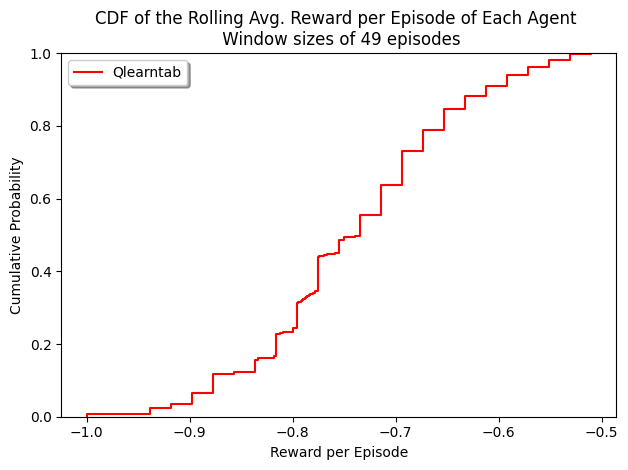 CDF of the Rolling Avg. Reward per Episode of Each Agent
Window sizes of 49 episodes
Qlearntab
Cumulative Probability
1.0
0.8
0.6
0.4
0.2
0.0
−1.0 −0.9 −0.8 −0.7 −0.6 −0.5
Reward per Episode